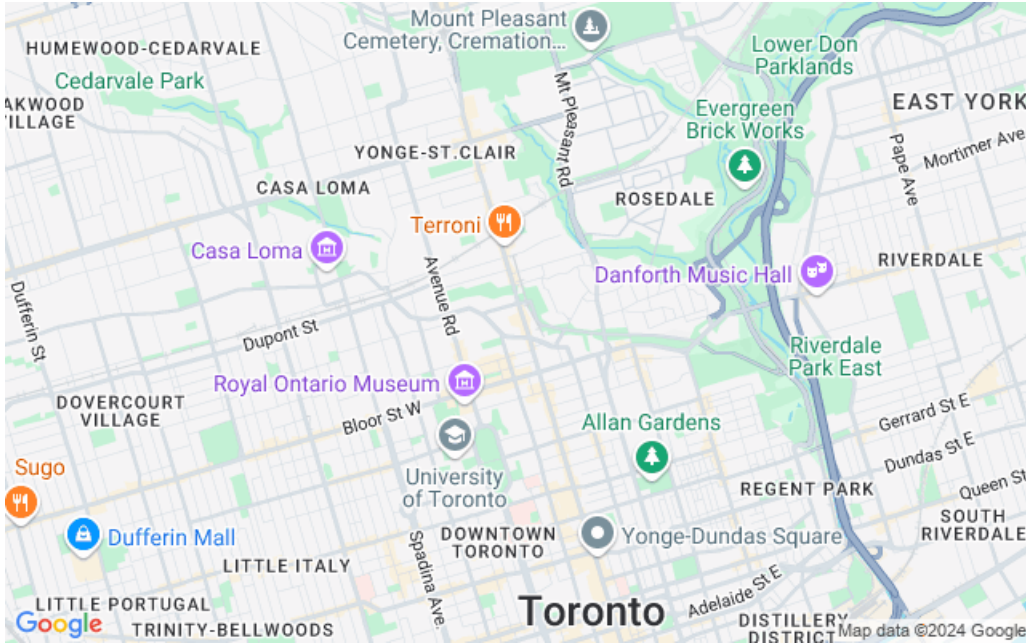 Mount Pleasant
Cemetery, Cremation...
HUMEWOOD-CEDARVALE
Lower Don
Parklands
Cedarvale Park
Mt Pleasant Rd
OAKWOOD
VILLAGE
EAST YORK
Evergreen
Brick Works
Pape Ave
Mortimer Ave
YONGE-ST.CLAIR
CASA LOMA
ROSEDALE
Terroni
Casa Loma
Avenue Rd
Danforth Music Hall
RIVERDALE
Dufferin St
Dupont St
Riverdale
Park East
Royal Ontario Museum
DOVERCOURT
VILLAGE
Bloor St W
Allan Gardens
Gerrard St E
Dundas St E
Sugo
University
of Toronto
REGENT PARK
Queen St
Dufferin Mall
DOWNTOWN
TORONTO
Yonge-Dundas Square
SOUTH
RIVERDALE
LITTLE ITALY
Spadina Ave.
Adelaide St E
LITTLE PORTUGAL
Toronto
Google
TRINITY-BELLWOODS
DISTILLERY
DISTRICT
Map data ©2024 Google